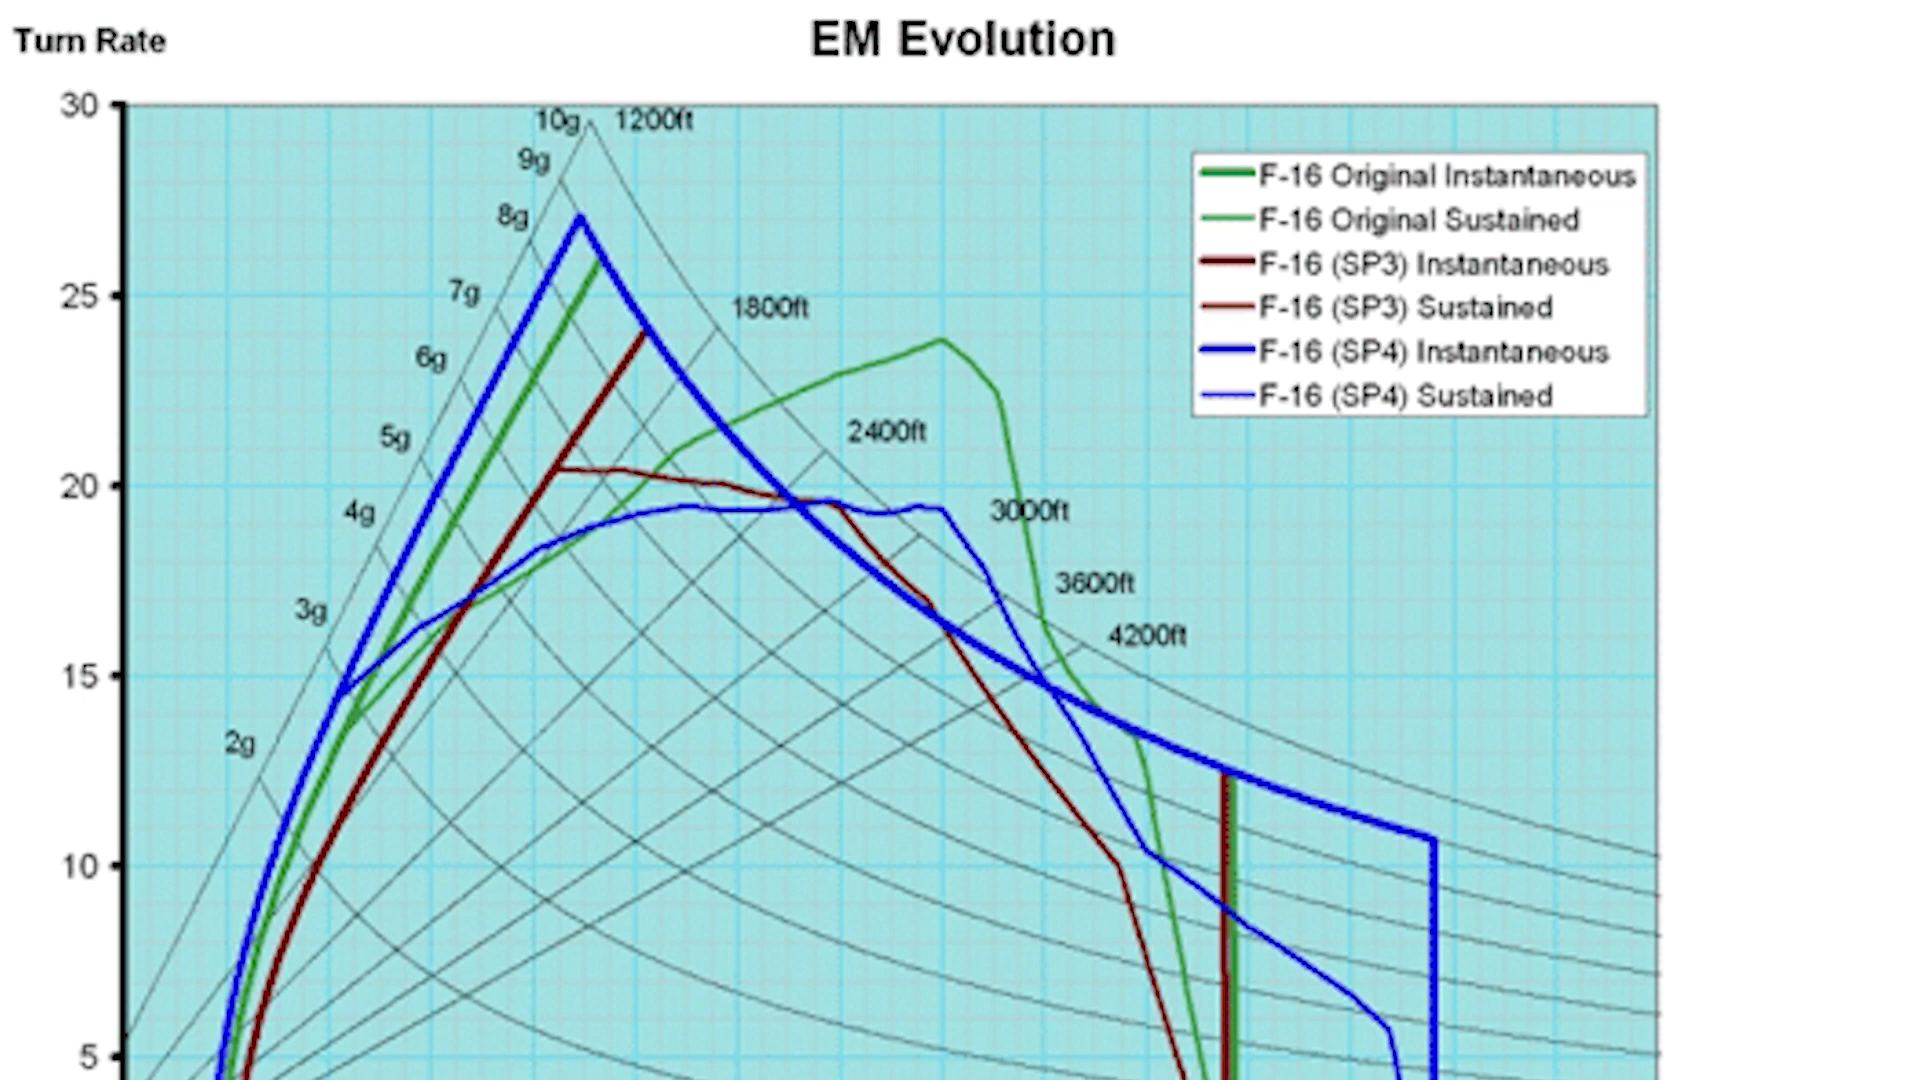 EM Evolution
Turn Rate
30
25
20
15
10
5
10g
9g
8g
7g
6g
5g
4g
3g
2g
1200ft
1800ft
2400ft
3000ft
3600ft
4200ft
F-16 Original Instantaneous
F-16 Original Sustained
F-16 (SP3) Instantaneous
F-16 (SP3) Sustained
F-16 (SP4) Instantaneous
F-16 (SP4) Sustained